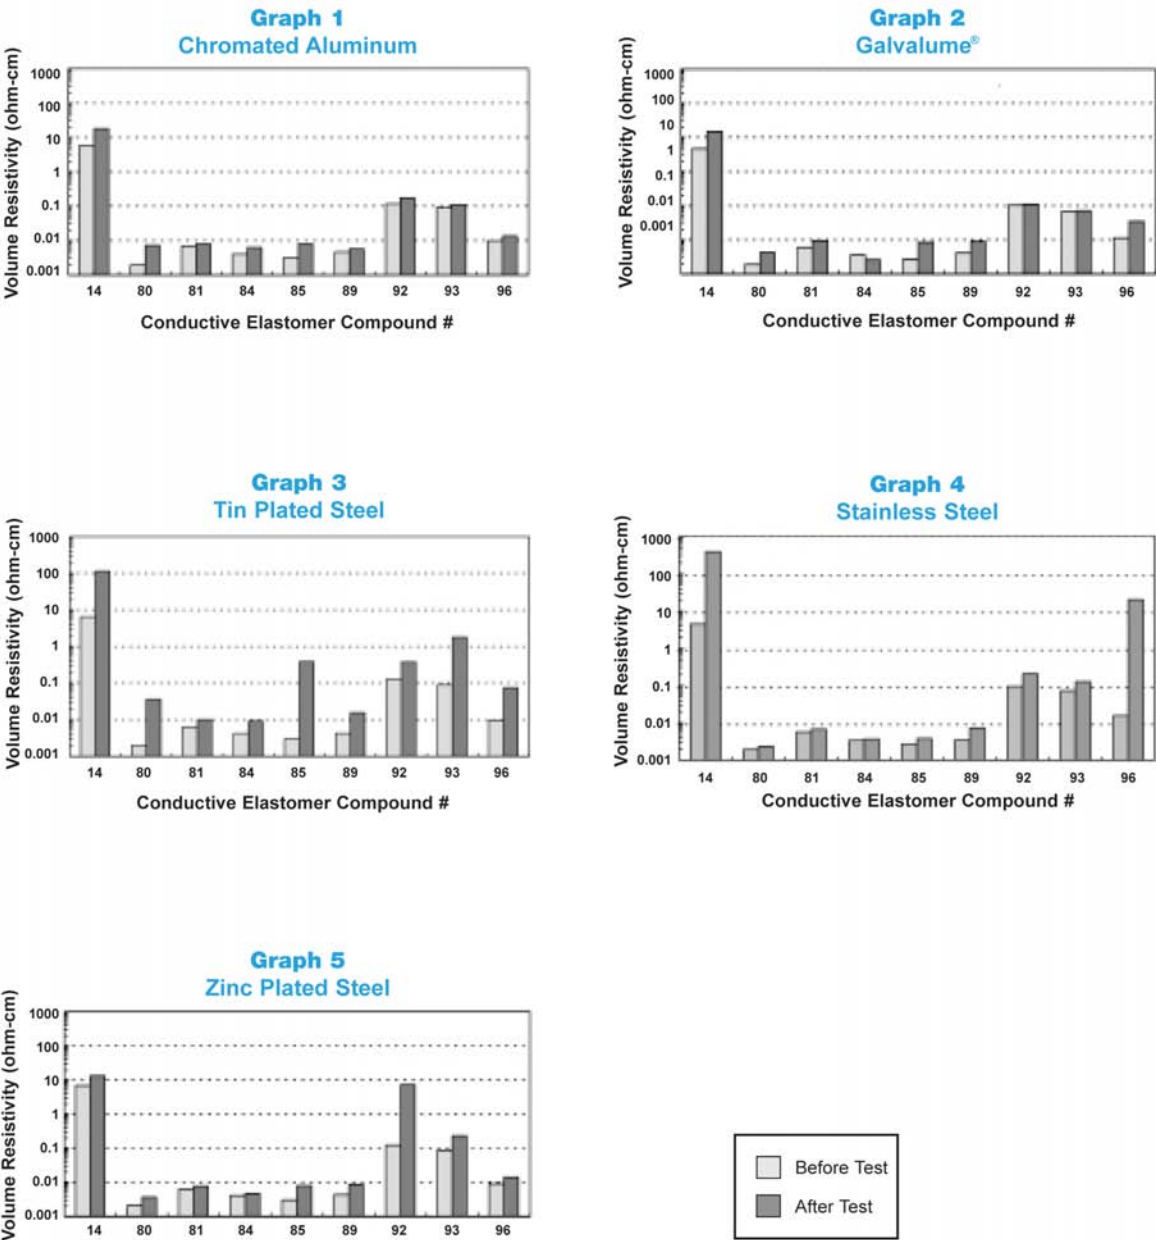 Graph 1
Chromated Aluminum
Volume Resistivity (ohm-cm)
1000
100
10
1
0.1
0.01
0.001
14 80 81 84 85 89 92 93 96
Conductive Elastomer Compound #
Graph 2
Galvalume®
Volume Resistivity (ohm-cm)
1000
100
10
1
0.1
0.01
0.001
14 80 81 84 85 89 92 93 96
Conductive Elastomer Compound #
Graph 3
Tin Plated Steel
Volume Resistivity (ohm-cm)
1000
100
10
1
0.1
0.01
0.001
14 80 81 84 85 89 92 93 96
Conductive Elastomer Compound #
Graph 4
Stainless Steel
Volume Resistivity (ohm-cm)
1000
100
10
1
0.1
0.01
0.001
14 80 81 84 85 89 92 93 96
Conductive Elastomer Compound #
Graph 5
Zinc Plated Steel
Volume Resistivity (ohm-cm)
1000
100
10
1
0.1
0.01
0.001
14 80 81 84 85 89 92 93 96
Before Test
After Test